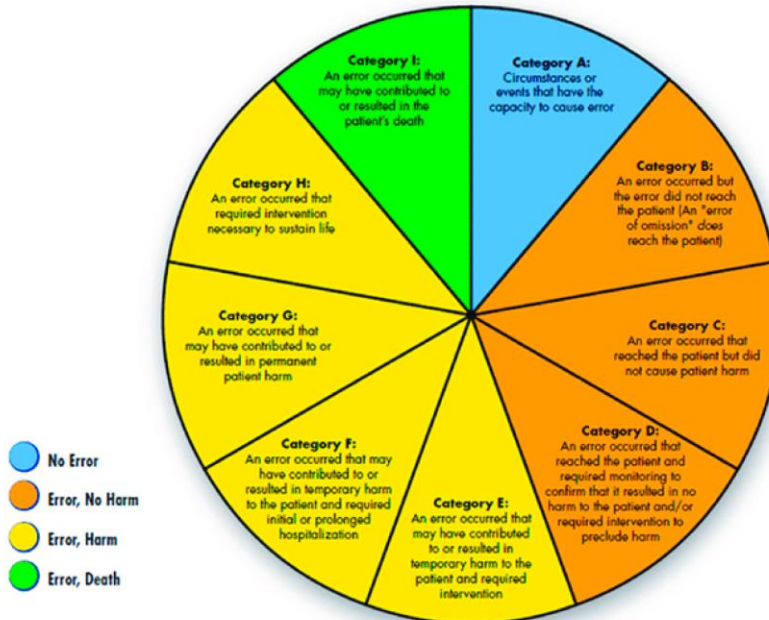 Category I:
An error occurred that
may have contributed to
or resulted in the
patient's death
Category A:
Circumstances or
events that have the
capacity to cause error
Category B:
An error occurred but
the error did not reach
the patient (An "error
of omission" does
reach the patient)
Category C:
An error occurred that
reached the patient but did
not cause patient harm
Category D:
An error occurred that
reached the patient and
required monitoring to
confirm that it resulted in no
harm to the patient and/or
required intervention to
preclude harm
Category E:
An error occurred that
may have contributed
to or resulted in
temporary harm to the
patient and required
intervention
Category F:
An error occurred that may
have contributed to or
resulted in temporary harm
to the patient and required
initial or prolonged
hospitalization
Category G:
An error occurred that
may have contributed to or
resulted in permanent
patient harm
Category H:
An error occurred that
required intervention
necessary to sustain life
No Error
Error, No Harm
Error, Harm
Error, Death